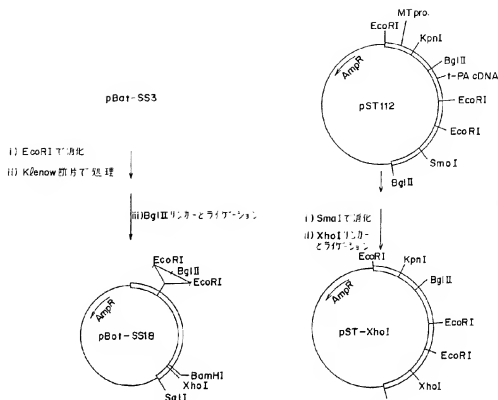 MT pro.
EcoRI
KpnI
BglII
t-PA cDNA
EcoRI
EcoRI
SmaI
BglII
AmpR
pST112
pBat-SS3
i) EcoRIで消化
ii) Klenow断片で処理
iii) BglIIリンカーとライゲーション
i) SmaIで消化
ii) XhoIリンカー
とライゲーション
EcoRI
BglII
EcoRI
AmpR
pBat-SS18
BamHI
XhoI
SalI
EcoRI
KpnI
BglII
EcoRI
EcoRI
XhoI
AmpR
pST-XhoI